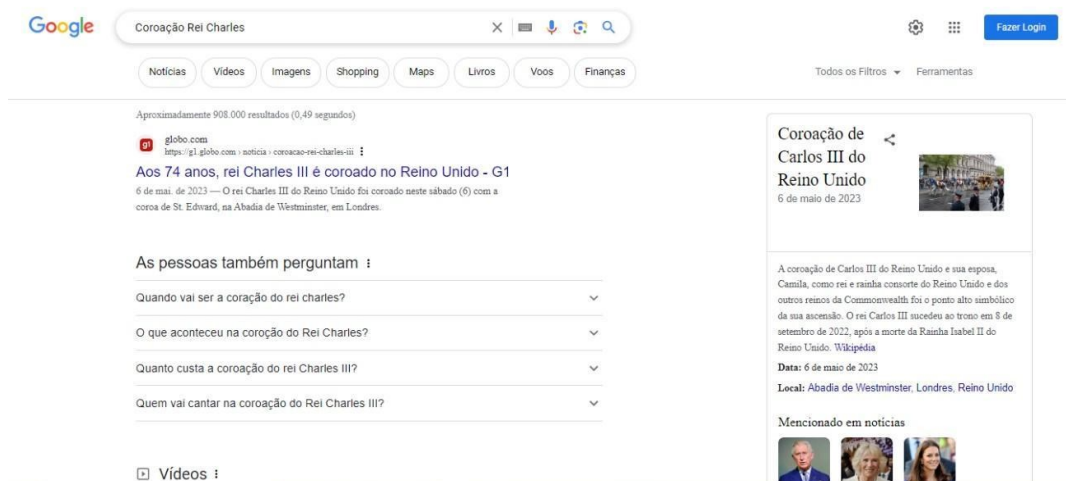 Google
Coroação Rei Charles
Fazer Login
Notícias
Vídeos
Imagens
Shopping
Maps
Livros
Voos
Finanças
Todos os Filtros
Ferramentas
Aproximadamente 908.000 resultados (0,49 segundos)
g1
globo.com
https://g1.globo.com › noticia › coroacao-rei-charles-iii
Aos 74 anos, rei Charles III é coroado no Reino Unido - G1
6 de mai. de 2023 — O rei Charles III do Reino Unido foi coroado neste sábado (6) com a
coroa de St. Edward, na Abadia de Westminster, em Londres.
As pessoas também perguntam
Quando vai ser a coração do rei charles?
O que aconteceu na coroção do Rei Charles?
Quanto custa a coroação do rei Charles III?
Quem vai cantar na coroação do Rei Charles III?
Vídeos
Coroação de
Carlos III do
Reino Unido
6 de maio de 2023
A coroação de Carlos III do Reino Unido e sua esposa,
Camila, como rei e rainha consorte do Reino Unido e dos
outros reinos da Commonwealth foi o ponto alto simbólico
da sua ascensão. O rei Carlos III sucedeu ao trono em 8 de
setembro de 2022, após a morte da Rainha Isabel II do
Reino Unido. Wikipédia
Data: 6 de maio de 2023
Local: Abadia de Westminster, Londres, Reino Unido
Mencionado em notícias